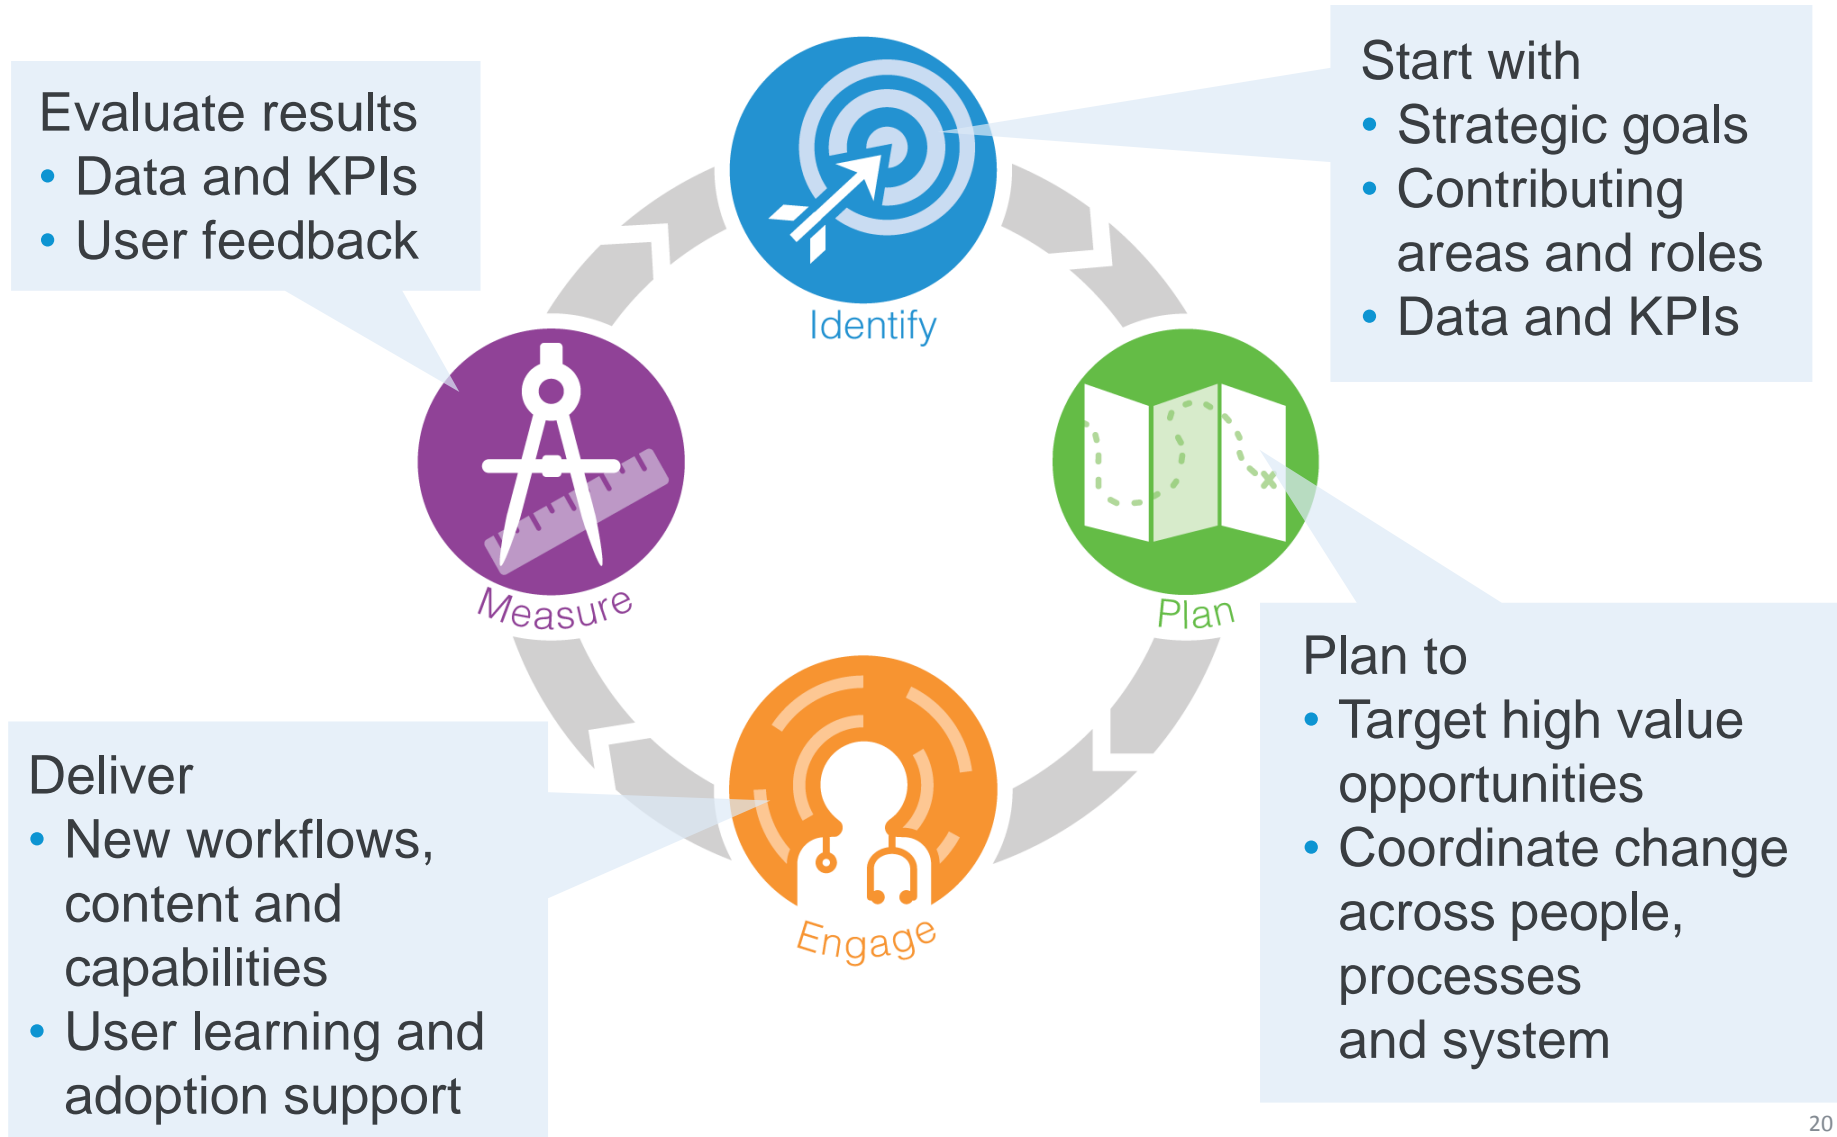 Evaluate results
• Data and KPIs
• User feedback
Identify
Start with
• Strategic goals
• Contributing
areas and roles
• Data and KPIs
Measure
Plan
Plan to
• Target high value
opportunities
• Coordinate change
across people,
processes
and system
Deliver
• New workflows,
content and
capabilities
• User learning and
adoption support
Engage
20